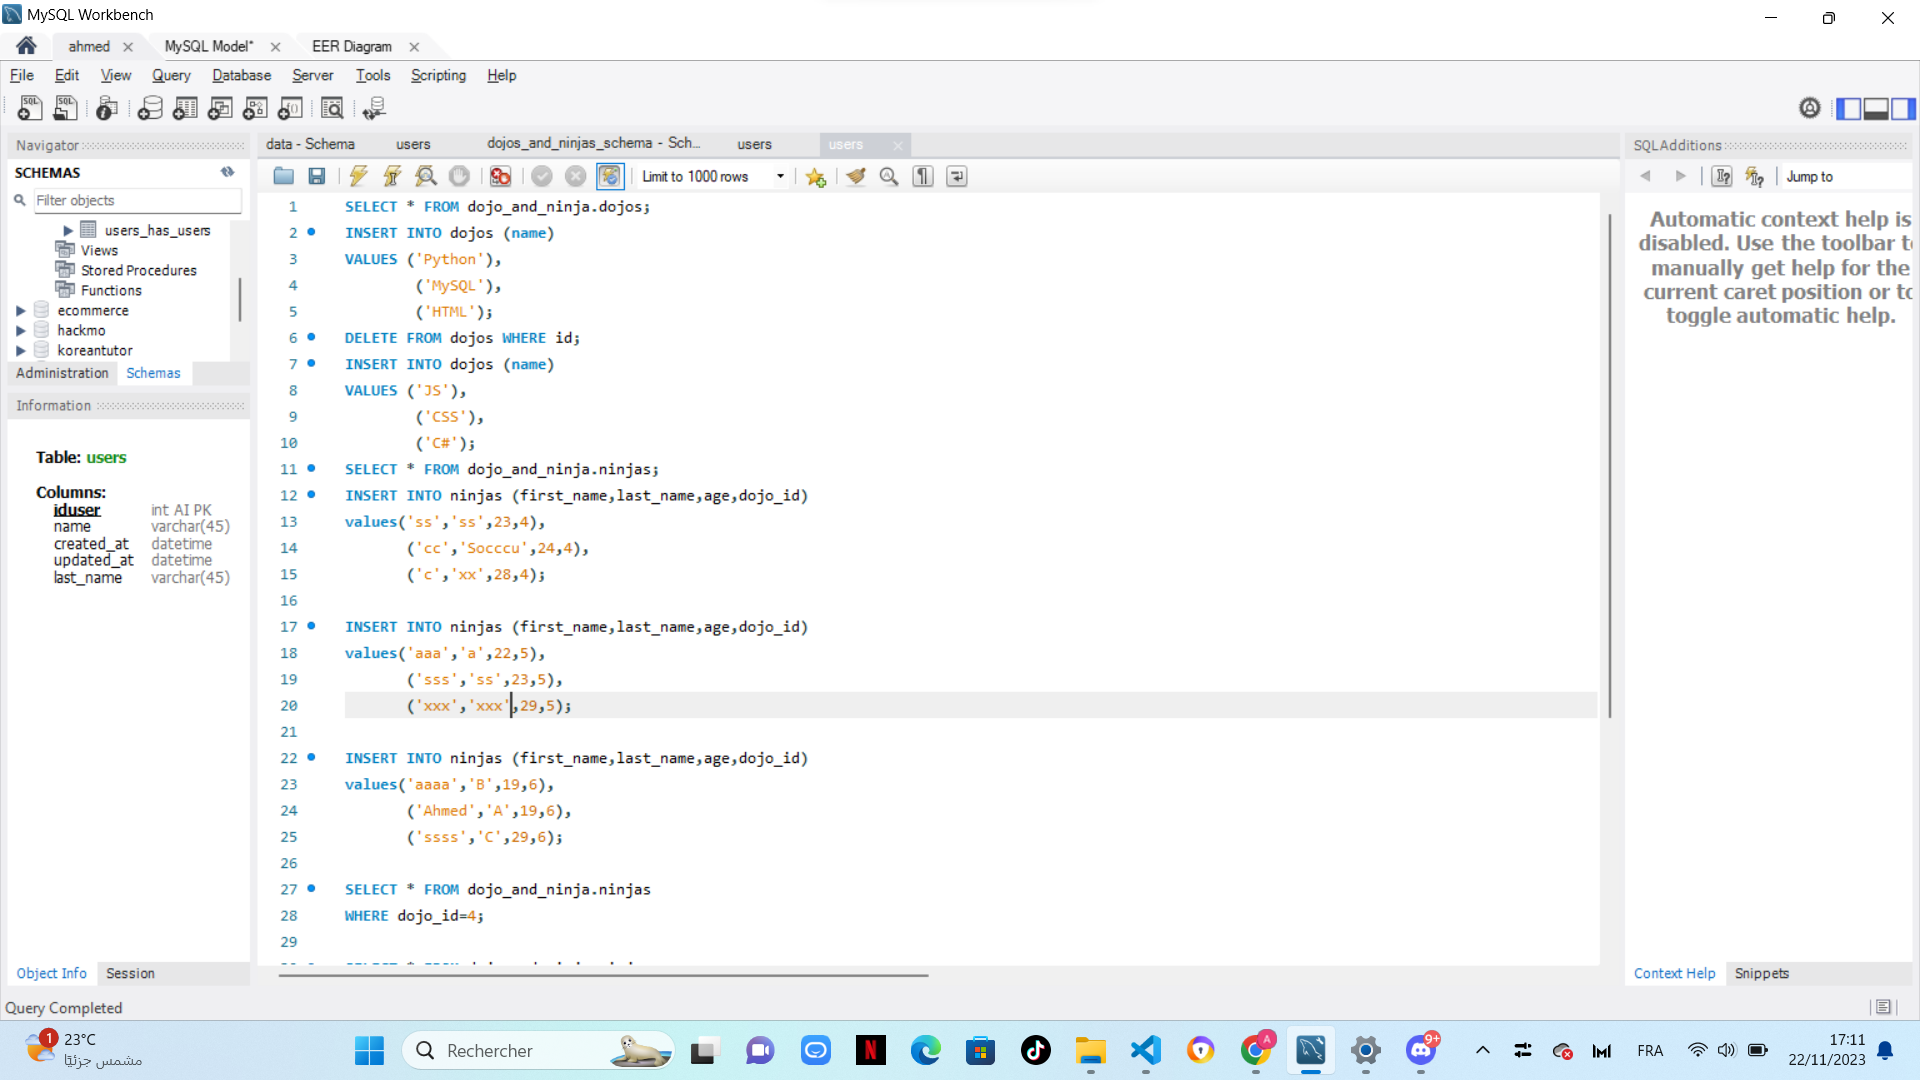 MySQL Workbench
ahmed
MySQL Model*
EER Diagram
File Edit View Query Database Server Tools Scripting Help
Navigator
SCHEMAS
Filter objects
users_has_users
Views
Stored Procedures
Functions
ecommerce
hackmo
koreantutor
Administration Schemas
Information
Table: users
Columns:
iduser int AI PK
name varchar(45)
created_at datetime
updated_at datetime
last_name varchar(45)
Object Info Session
Query Completed
data - Schema users dojos_and_ninjas_schema - Sch... users users
Limit to 1000 rows
1 SELECT * FROM dojo_and_ninja.dojos;
2 INSERT INTO dojos (name)
3 VALUES ('Python'),
4 ('MySQL'),
5 ('HTML');
6 DELETE FROM dojos WHERE id;
7 INSERT INTO dojos (name)
8 VALUES ('JS'),
9 ('CSS'),
10 ('C#');
11 SELECT * FROM dojo_and_ninja.ninjas;
12 INSERT INTO ninjas (first_name,last_name,age,dojo_id)
13 values('ss','ss',23,4),
14 ('cc','Socccu',24,4),
15 ('c','xx',28,4);
16
17 INSERT INTO ninjas (first_name,last_name,age,dojo_id)
18 values('aaa','a',22,5),
19 ('sss','ss',23,5),
20 ('xxx','xxx',29,5);
21
22 INSERT INTO ninjas (first_name,last_name,age,dojo_id)
23 values('aaaa','B',19,6),
24 ('Ahmed','A',19,6),
25 ('ssss','C',29,6);
26
27 SELECT * FROM dojo_and_ninja.ninjas
28 WHERE dojo_id=4;
29
SQLAdditions
Jump to
Automatic context help is
disabled. Use the toolbar
manually get help for the
current caret position or
toggle automatic help.
Context Help Snippets
1
23°C
مشمس جزئيًا
Rechercher
A
9+
FRA
17:11
22/11/2023